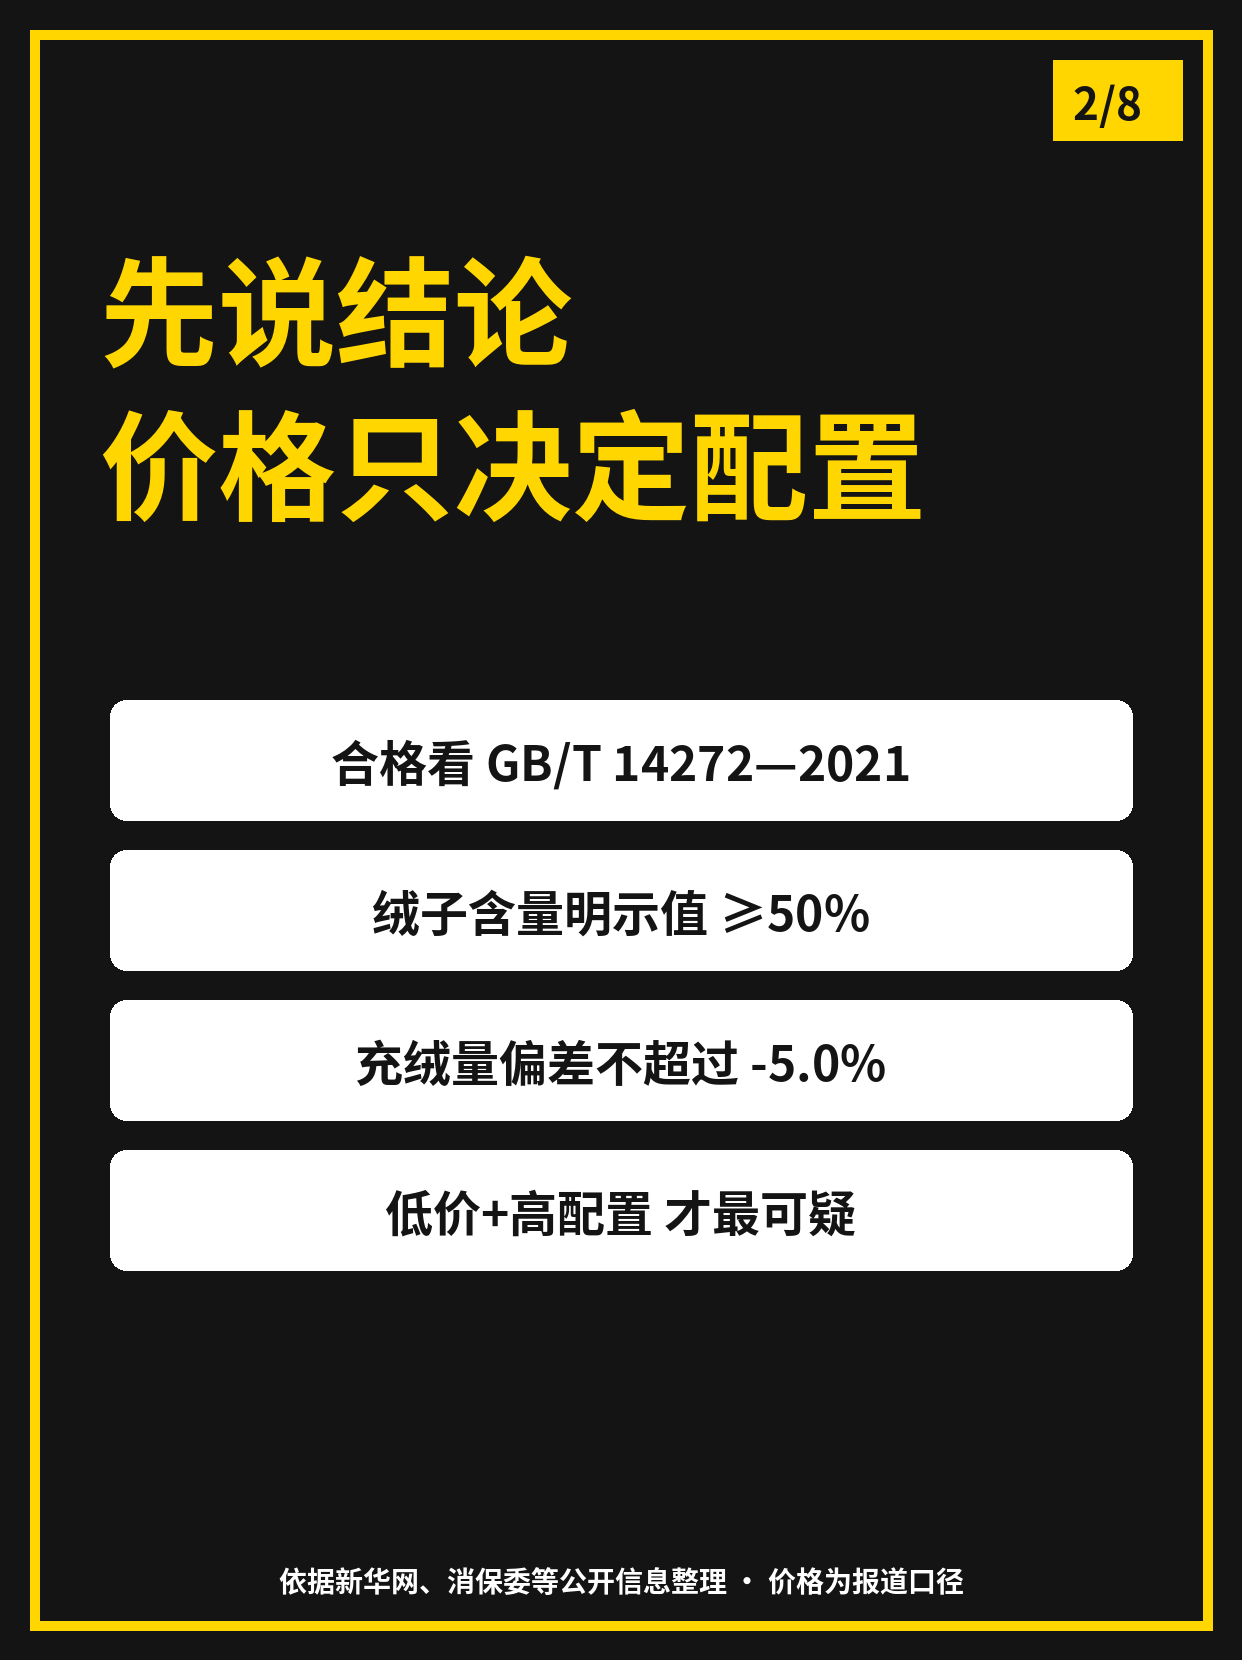 2/8
先说结论
价格只决定配置
合格看 GB/T 14272—2021
绒子含量明示值 ≥50%
充绒量偏差不超过 -5.0%
低价+高配置 才最可疑
依据新华网、消保委等公开信息整理 · 价格为报道口径